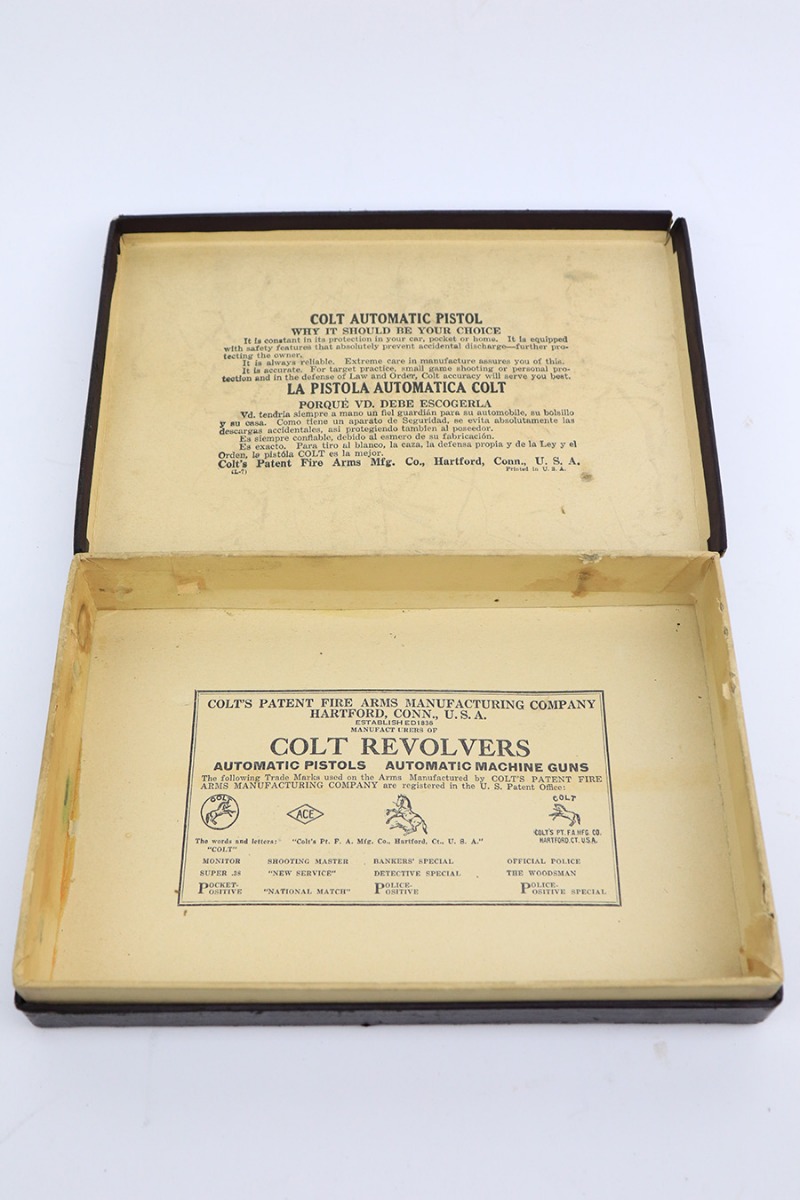 COLT AUTOMATIC PISTOL
WHY IT SHOULD BE YOUR CHOICE
It is constant in its protection in your car, pocket or home. It is equipped
with safety features that absolutely prevent accidental discharge—further pro-
tecting the owner.
It is always reliable. Extreme care in manufacture assures you of this.
It is accurate. For target practice, small game shooting or personal pro-
tection and in the defense of Law and Order, Colt accuracy will serve you best.
LA PISTOLA AUTOMATICA COLT
PORQUÉ VD. DEBE ESCOGERLA
Vd. tendría siempre a mano un fiel guardián para su automobile, su bolsillo
y su casa. Como tiene un aparato de Seguridad, se evita absolutamente las
descargas accidentales, asi protegiendo tambien al poseedor.
Es siempre confiable, debido al esmero de su fabricación.
Es exacto. Para tiro al blanco, la caza, la defensa propia y de la Ley y el
Orden, la pistóla COLT es la mejor.
Colt's Patent Fire Arms Mfg. Co., Hartford, Conn., U. S. A.
(L-7) Printed in U. S. A.
COLT'S PATENT FIRE ARMS MANUFACTURING COMPANY
HARTFORD, CONN., U. S. A.
ESTABLISHED 1836
MANUFACTURERS OF
COLT REVOLVERS
AUTOMATIC PISTOLS AUTOMATIC MACHINE GUNS
The following Trade Marks used on the Arms Manufactured by COLT'S PATENT FIRE
ARMS MANUFACTURING COMPANY are registered in the U. S. Patent Office:
COLT ACE COLT
COLT'S PT. F.A. MFG. CO.
HARTFORD, CT. U.S.A.
The words and letters: "Colt's Pt. F. A. Mfg. Co., Hartford, Ct., U. S. A."
"COLT"
MONITOR SHOOTING MASTER BANKERS' SPECIAL OFFICIAL POLICE
SUPER .38 "NEW SERVICE" DETECTIVE SPECIAL THE WOODSMAN
POCKET-POSITIVE "NATIONAL MATCH" POLICE-POSITIVE POLICE-POSITIVE SPECIAL